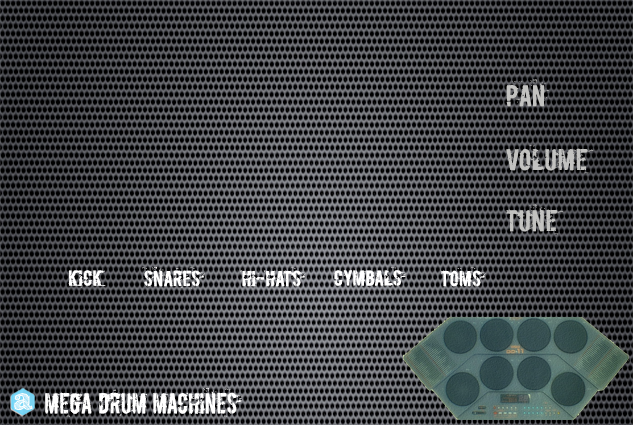 PAN
VOLUME
TUNE
KICK SNARES HI-HATS CYMBALS TOMS
MEGA DRUM MACHINES